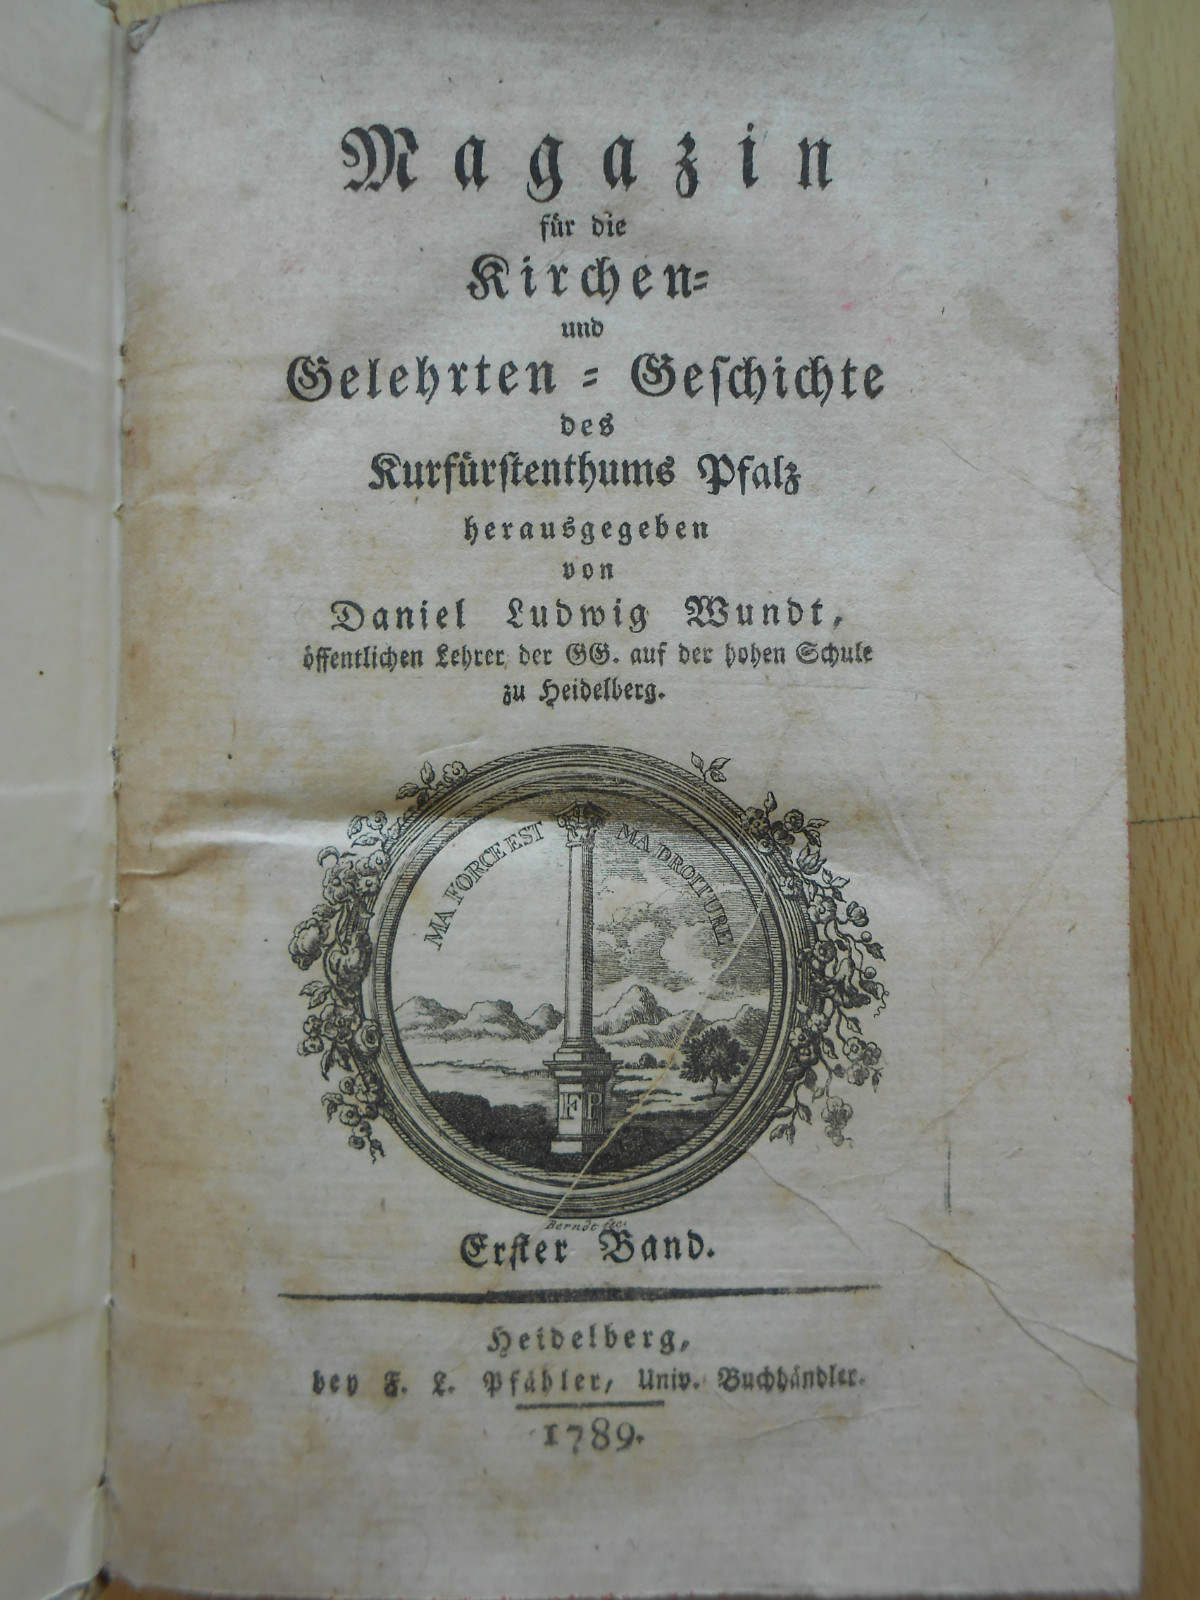 Magazin
für die
Kirchen=
und
Gelehrten = Geschichte
des
Kurfürstenthums Pfalz
herausgegeben
von
Daniel Ludwig Wundt,
öffentlichen Lehrer der GG. auf der hohen Schule
zu Heidelberg.
MA FORCE EST MA DROITURE
FP
Berndt fec:
Erster Band.
Heidelberg,
bey F. L. Pfähler, Univ. Buchhändler.
1789.